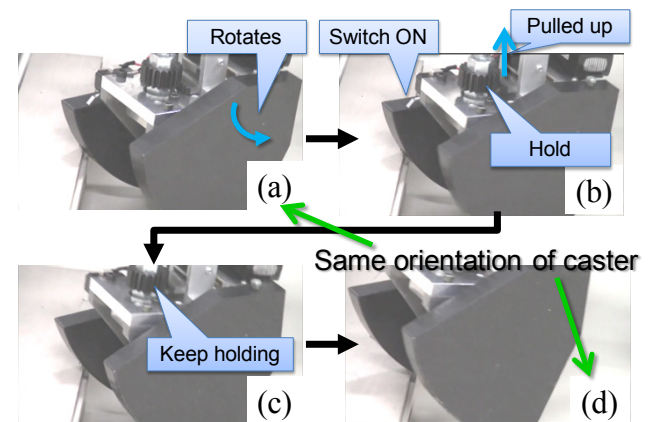 Rotates
Switch ON
Pulled up
Hold
(a)
(b)
Same orientation of caster
Keep holding
(c)
(d)